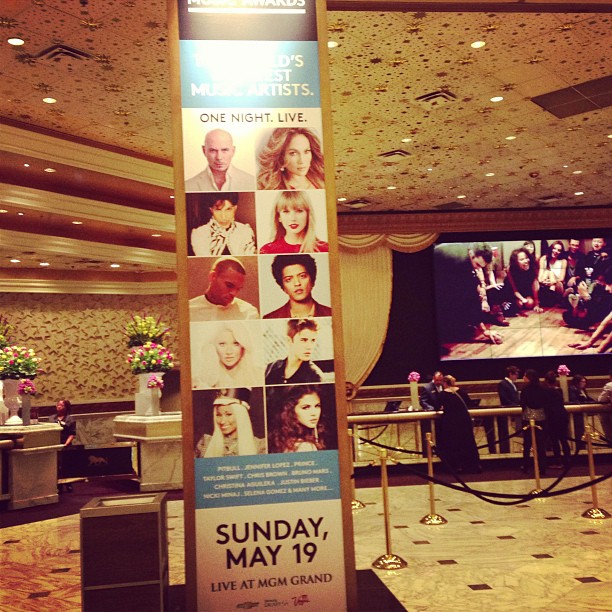 MUSIC AWARDS
MUSIC ARTISTS.
ONE NIGHT. LIVE.
PITBULL . JENNIFER LOPEZ . PRINCE .
TAYLOR SWIFT . CHRIS BROWN . BRUNO MARS .
CHRISTINA AGUILERA . JUSTIN BIEBER .
NICKI MINAJ . SELENA GOMEZ & MANY MORE...
SUNDAY,
MAY 19
LIVE AT MGM GRAND